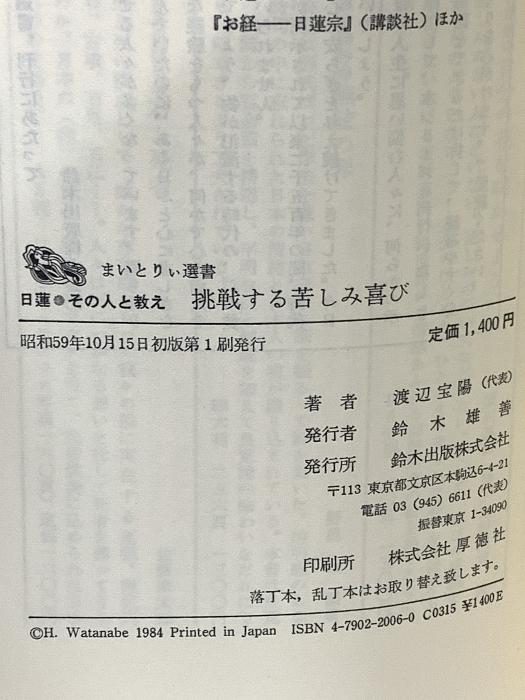 『お経——日蓮宗』（講談社）ほか
まいとりぃ選書
日蓮●その人と教え　挑戦する苦しみ喜び
定価1,400円
昭和59年10月15日初版第1刷発行
著　者　渡辺宝陽（代表）
発行者　鈴木雄善
発行所　鈴木出版株式会社
〒113 東京都文京区本駒込6-4-21
電話 03（945）6611（代表）
振替東京 1-34090
印刷所　株式会社 厚徳社
落丁本，乱丁本はお取り替え致します。
©H. Watanabe 1984 Printed in Japan ISBN 4-7902-2006-0 C0315 ¥1400E